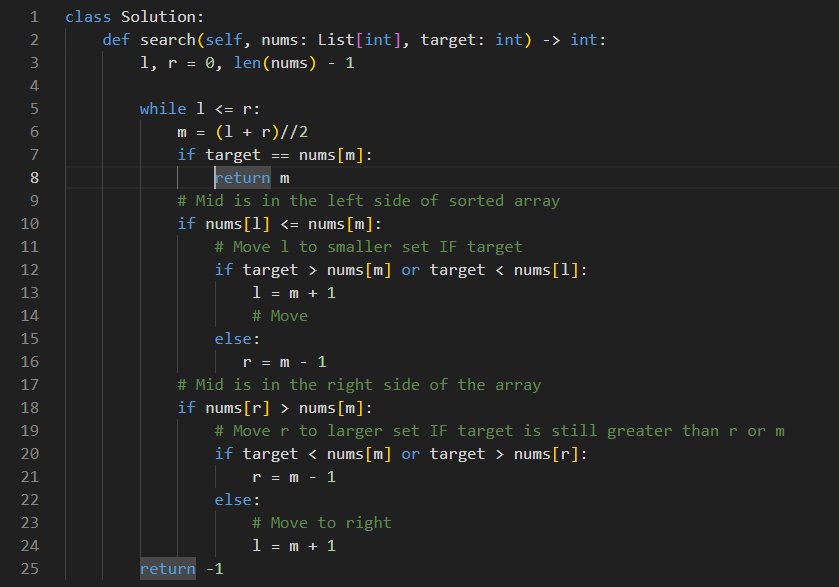 1 class Solution:
2     def search(self, nums: List[int], target: int) -> int:
3         l, r = 0, len(nums) - 1
4
5         while l <= r:
6             m = (l + r)//2
7             if target == nums[m]:
8                 return m
9             # Mid is in the left side of sorted array
10             if nums[l] <= nums[m]:
11                 # Move l to smaller set IF target
12                 if target > nums[m] or target < nums[l]:
13                     l = m + 1
14                     # Move
15                 else:
16                    r = m - 1
17             # Mid is in the right side of the array
18             if nums[r] > nums[m]:
19                 # Move r to larger set IF target is still greater than r or m
20                 if target < nums[m] or target > nums[r]:
21                     r = m - 1
22                 else:
23                     # Move to right
24                     l = m + 1
25         return -1